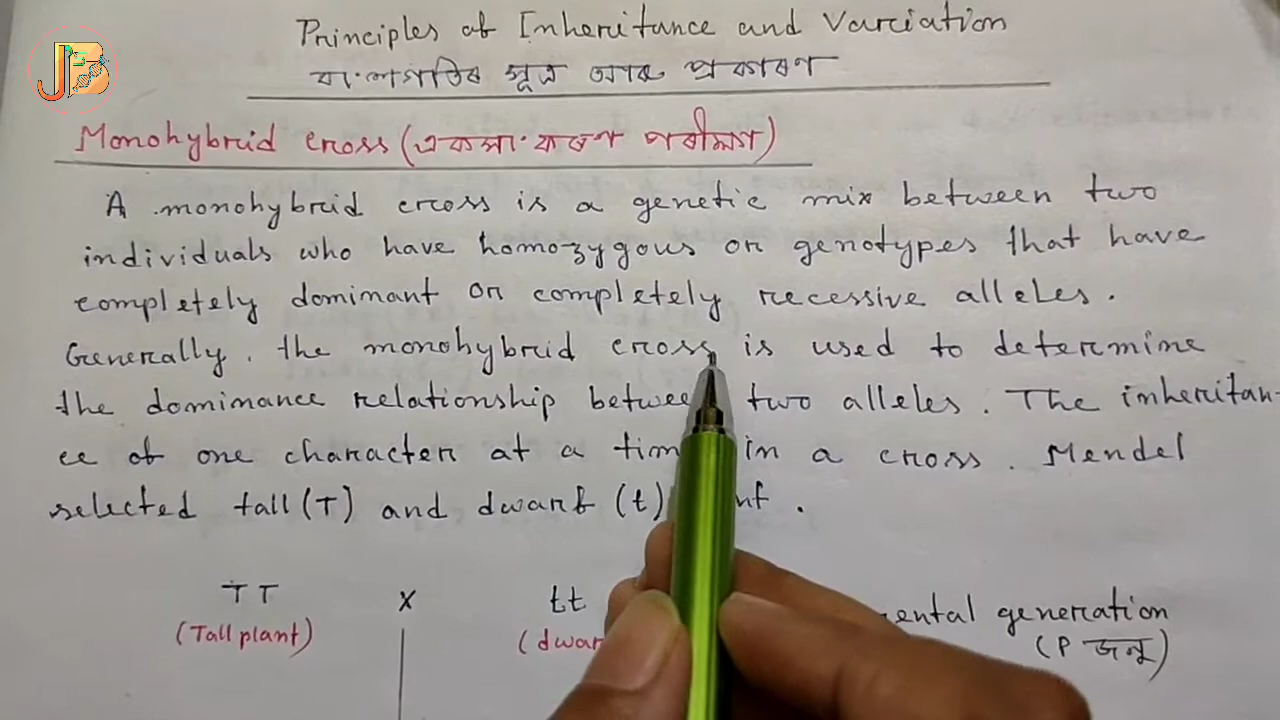 JB
Principles of Inheritance and Variation
বংশগতিৰ সূত্ৰ আৰু প্ৰকাৰণ
Monohybrid cross (একসংকৰণ পৰীক্ষণ)
A monohybrid cross is a genetic mix between two
individuals who have homozygous or genotypes that have
completely dominant or completely recessive alleles.
Generally, the monohybrid cross is used to determine
the dominance relationship between two alleles. The inheritan-
ce of one character at a time in a cross. Mendel
selected tall (T) and dwarf (t)
TT x tt
(Tall plant) generation
(P জনু)